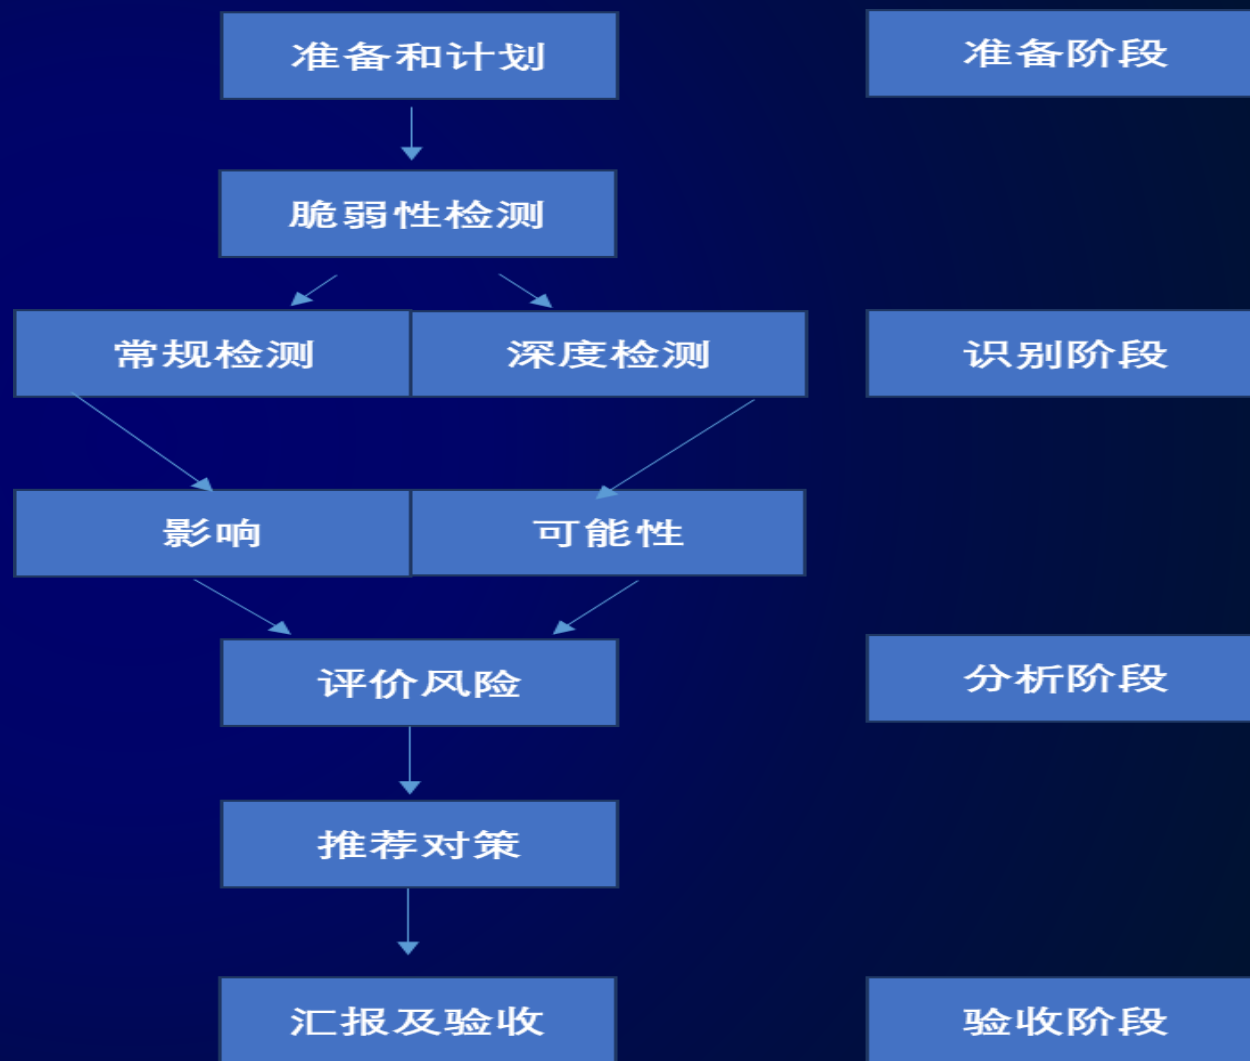 准备和计划
准备阶段
脆弱性检测
常规检测
深度检测
识别阶段
影响
可能性
评价风险
分析阶段
推荐对策
汇报及验收
验收阶段